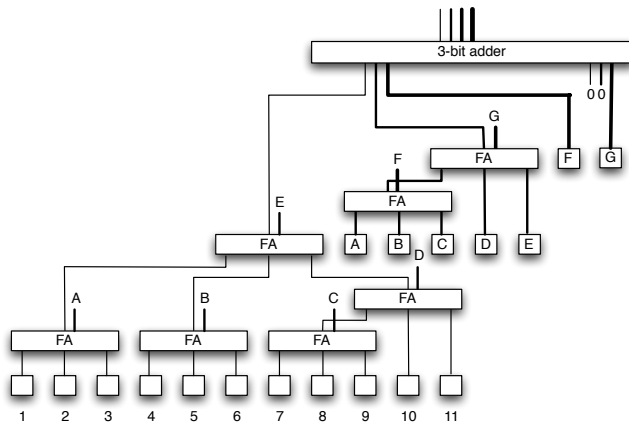 3-bit adder
0 0
G
FA F G
F
FA
E
A B C D E
FA
D
A B C FA
FA FA FA
1 2 3 4 5 6 7 8 9 10 11